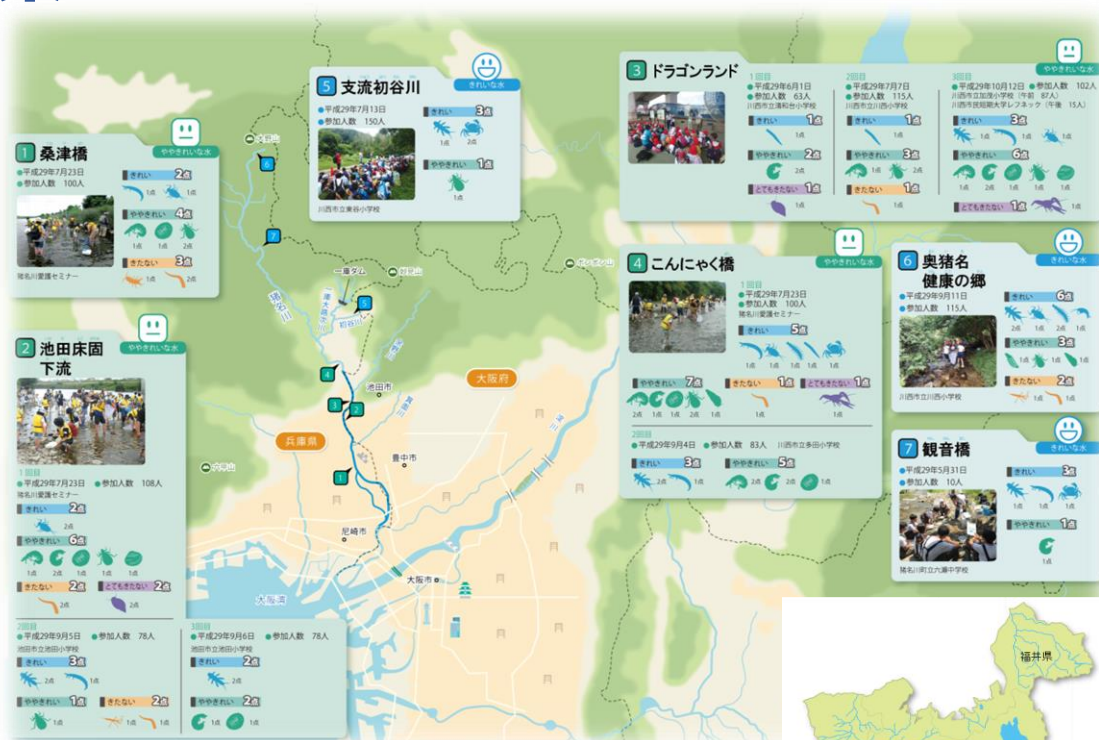 1 桑津橋
ややきれいな水
●平成29年7月23日
●参加人数 100人
猪名川愛護セミナー
きれい 2点
1点 1点
ややきれい 4点
1点 1点 2点
きたない 3点
1点 2点
2 池田床固
下流
ややきれいな水
1回目
●平成29年7月23日 ●参加人数 108人
猪名川愛護セミナー
きれい 2点
2点
ややきれい 6点
1点 2点 1点 1点 1点
きたない 2点
2点
とてもきたない 2点
2点
2回目
●平成29年9月5日 ●参加人数 78人
池田市立池田小学校
きれい 3点
2点 1点
ややきれい 1点
1点
きたない 2点
1点 1点
3回目
●平成29年9月6日 ●参加人数 78人
池田市立池田小学校
きれい 2点
2点
ややきれい 2点
1点 1点
5 支流初谷川
きれいな水
●平成29年7月13日
●参加人数 150人
川西市立東谷小学校
きれい 3点
1点 2点
ややきれい 1点
1点
3 ドラゴンランド
ややきれいな水
1回目
●平成29年6月1日
●参加人数 63人
川西市立清和台小学校
きれい 1点
1点
ややきれい 2点
2点
とてもきたない 1点
1点
2回目
●平成29年7月7日
●参加人数 115人
川西市立川西小学校
きれい 1点
1点
ややきれい 3点
1点 2点
きたない 1点
1点
3回目
●平成29年10月12日 ●参加人数 102人
川西市立加茂小学校（午前 87人）
川西市民短期大学レフネック（午後 15人）
きれい 3点
1点 1点 1点
ややきれい 6点
1点 2点 1点 1点 1点
とてもきたない 1点
1点
4 こんにゃく橋
ややきれいな水
1回目
●平成29年7月23日
●参加人数 100人
猪名川愛護セミナー
きれい 5点
1点 1点 1点 1点 1点
ややきれい 7点
2点 1点 1点 2点 1点
きたない 1点
1点
とてもきたない 1点
1点
2回目
●平成29年9月4日 ●参加人数 83人 川西市立多田小学校
きれい 3点
2点 1点
ややきれい 5点
2点 2点 1点
6 奥猪名
健康の郷
きれいな水
●平成29年9月11日
●参加人数 115人
川西市立川西小学校
きれい 6点
2点 1点 2点 1点
ややきれい 3点
1点 1点 1点
きたない 2点
1点 1点
7 観音橋
きれいな水
●平成29年5月31日
●参加人数 10人
猪名川町立六瀬中学校
きれい 3点
1点 1点 1点
ややきれい 1点
1点
大野山
6
7
猪名川
一庫ダム
妙見山
ポンポン山
一庫大路次川
5
初谷川
4
池田市
3
2
大阪府
兵庫県
六甲山
豊中市
淀川
1
尼崎市
大阪市
大阪湾
福井県